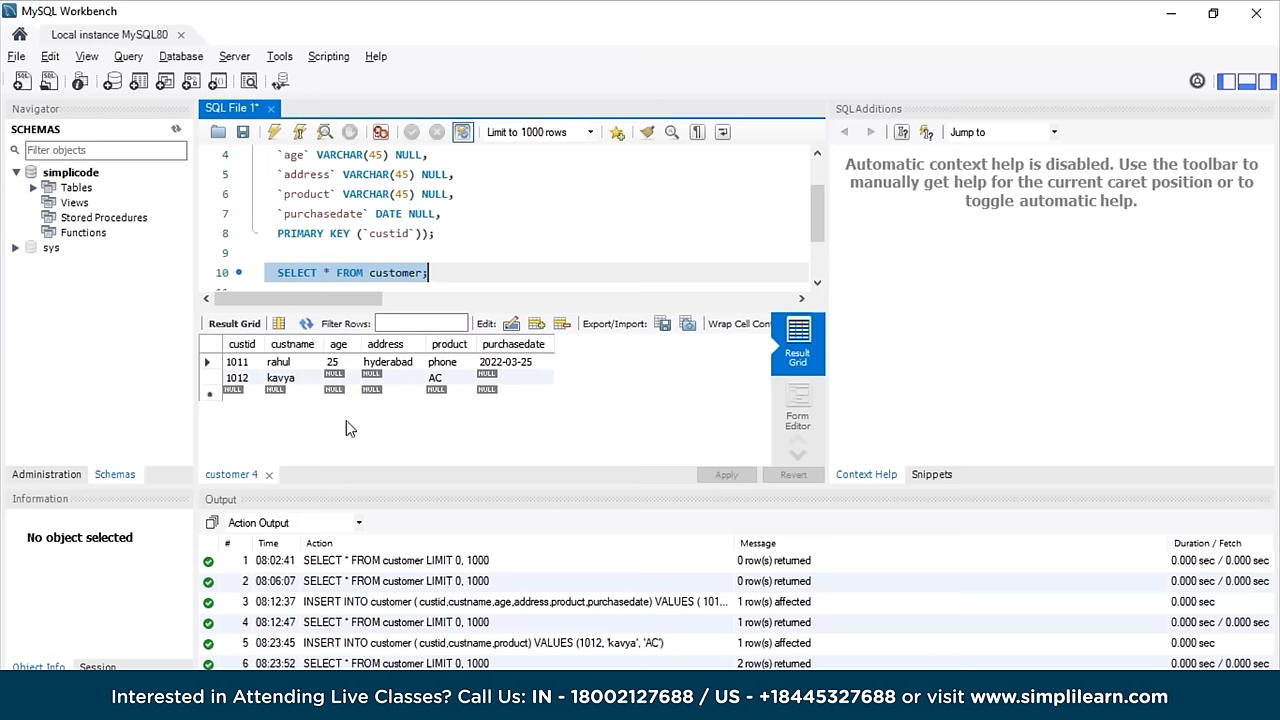 MySQL Workbench
Local instance MySQL80
File Edit View Query Database Server Tools Scripting Help
Navigator
SCHEMAS
Filter objects
simplicode
Tables
Views
Stored Procedures
Functions
sys
Administration Schemas
Information
No object selected
Object Info Session
SQL File 1*
Limit to 1000 rows
4 `age` VARCHAR(45) NULL,
5 `address` VARCHAR(45) NULL,
6 `product` VARCHAR(45) NULL,
7 `purchasedate` DATE NULL,
8 PRIMARY KEY (`custid`));
9
10 SELECT * FROM customer;
Result Grid Filter Rows: Edit: Export/Import: Wrap Cell Cont
custid custname age address product purchasedate
1011 rahul 25 hyderabad phone 2022-03-25
1012 kavya NULL NULL AC NULL
NULL NULL NULL NULL NULL NULL
Result
Grid
Form
Editor
customer 4
Apply Revert
SQLAdditions
Jump to
Automatic context help is disabled. Use the toolbar to
manually get help for the current caret position or to
toggle automatic help.
Context Help Snippets
Output
Action Output
# Time Action Message Duration / Fetch
1 08:02:41 SELECT * FROM customer LIMIT 0, 1000 0 row(s) returned 0.000 sec / 0.000 sec
2 08:06:07 SELECT * FROM customer LIMIT 0, 1000 0 row(s) returned 0.000 sec / 0.000 sec
3 08:12:37 INSERT INTO customer ( custid,custname,age,address,product,purchasedate) VALUES ( 101... 1 row(s) affected 0.000 sec
4 08:12:47 SELECT * FROM customer LIMIT 0, 1000 1 row(s) returned 0.000 sec / 0.000 sec
5 08:23:45 INSERT INTO customer ( custid,custname,product) VALUES (1012, 'kavya', 'AC') 1 row(s) affected 0.000 sec
6 08:23:52 SELECT * FROM customer LIMIT 0, 1000 2 row(s) returned 0.000 sec / 0.000 sec
Interested in Attending Live Classes? Call Us: IN - 18002127688 / US - +18445327688 or visit www.simplilearn.com